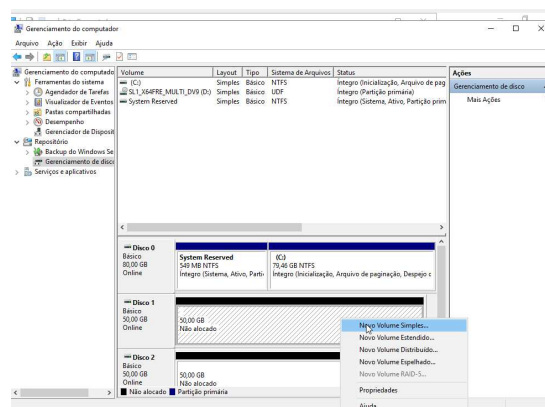 Gerenciamento do computador
Arquivo Ação Exibir Ajuda
Gerenciamento do computado
Ferramentas do sistema
Agendador de Tarefas
Visualizador de Eventos
Pastas compartilhadas
Desempenho
Gerenciador de Disposit
Repositório
Backup do Windows Se
Gerenciamento de disco
Serviços e aplicativos
Volume Layout Tipo Sistema de Arquivos Status
(C:) Simples Básico NTFS Íntegro (Inicialização, Arquivo de pag
SL1_X64FRE_MULTI_DV9 (D:) Simples Básico UDF Íntegro (Partição primária)
System Reserved Simples Básico NTFS Íntegro (Sistema, Ativo, Partição prim
Ações
Gerenciamento de disco
Mais Ações
Disco 0
Básico
80,00 GB
Online
System Reserved
549 MB NTFS
Íntegro (Sistema, Ativo, Parti
(C:)
79,46 GB NTFS
Íntegro (Inicialização, Arquivo de paginação, Despejo c
Disco 1
Básico
50,00 GB
Online
50,00 GB
Não alocado
Disco 2
Básico
50,00 GB
Online
50,00 GB
Não alocado
Não alocado Partição primária
Novo Volume Simples...
Novo Volume Estendido...
Novo Volume Distribuído...
Novo Volume Espelhado...
Novo Volume RAID-5...
Propriedades
Ajuda